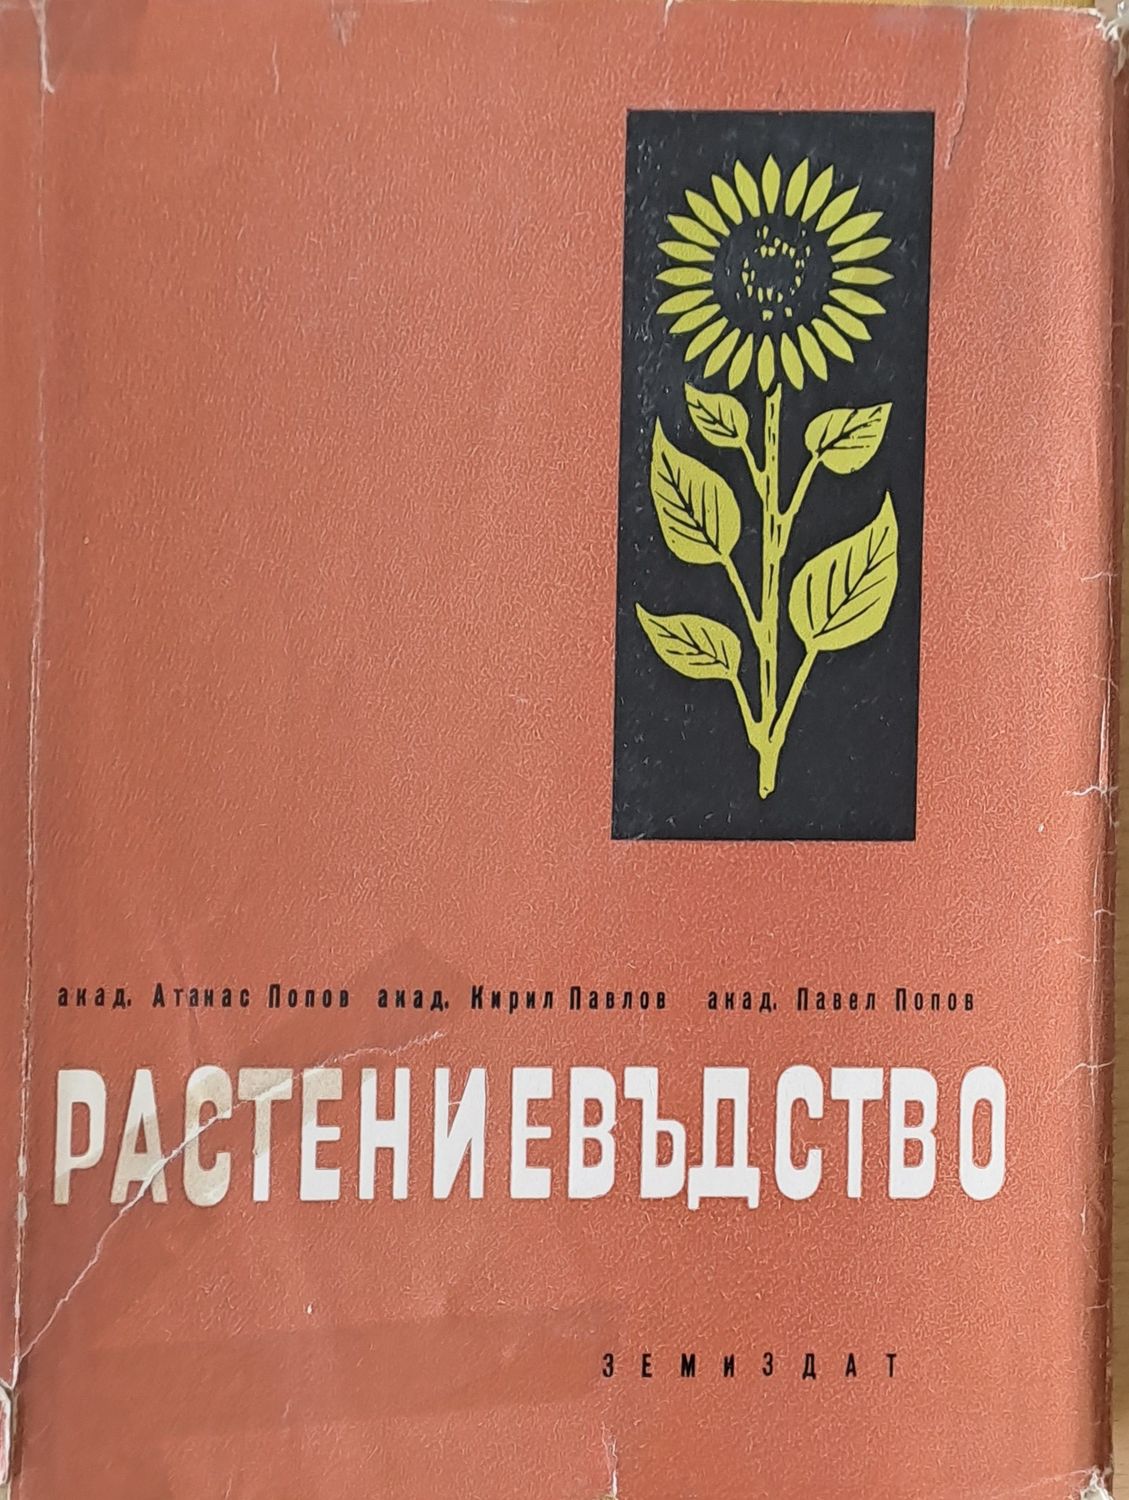 акад. Атанас Попов акад. Кирил Павлов акад. Павел Попов
РАСТЕНИЕВЪДСТВО
ЗЕМИЗДАТ